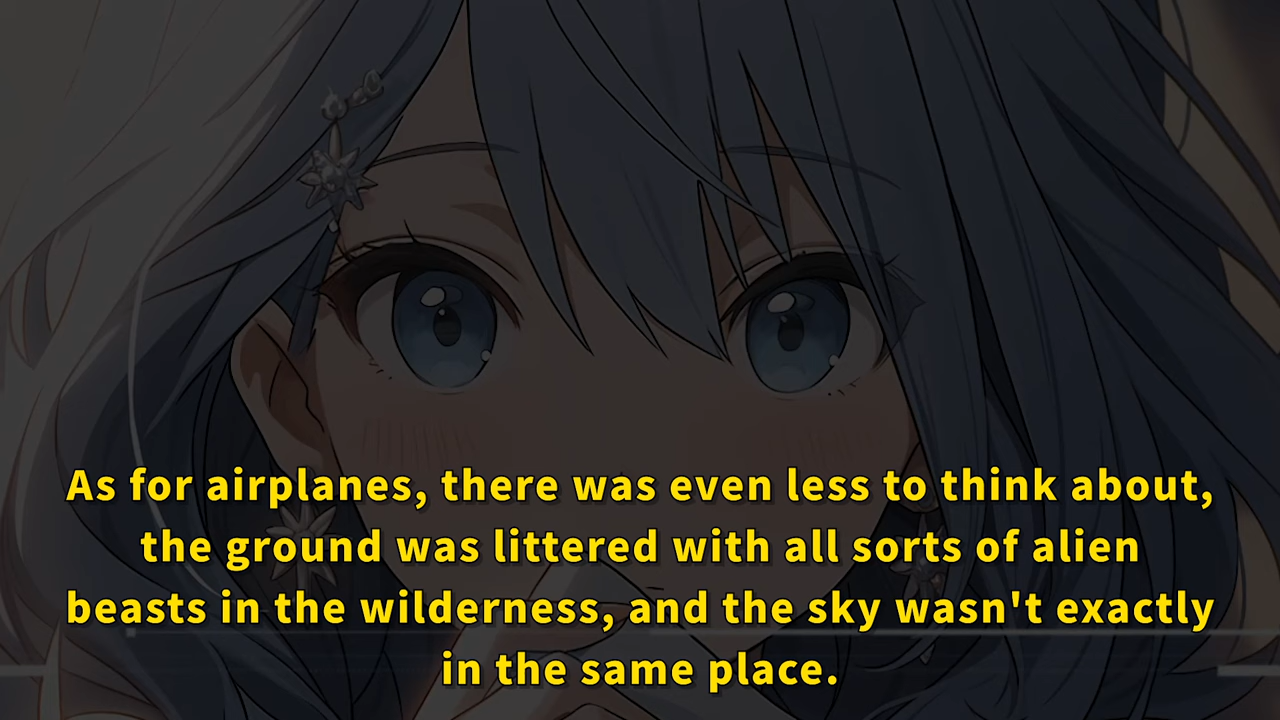 As for airplanes, there was even less to think about,
the ground was littered with all sorts of alien
beasts in the wilderness, and the sky wasn't exactly
in the same place.